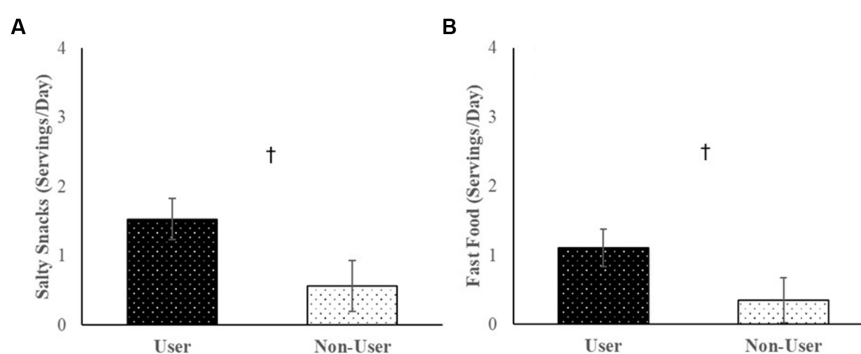 A
Salty Snacks (Servings/Day)
4
3
2
1
0
†
User
Non-User
B
Fast Food (Servings/Day)
4
3
2
1
0
†
User
Non-User